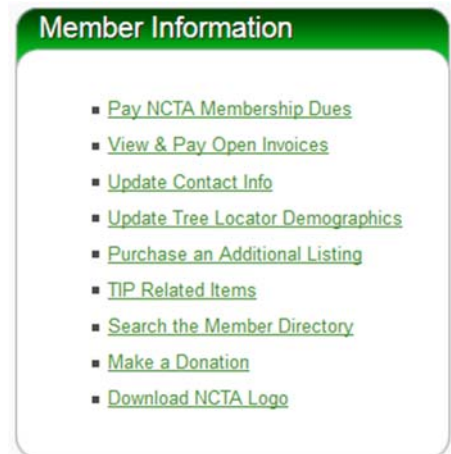 Member Information
Pay NCTA Membership Dues
View & Pay Open Invoices
Update Contact Info
Update Tree Locator Demographics
Purchase an Additional Listing
TIP Related Items
Search the Member Directory
Make a Donation
Download NCTA Logo